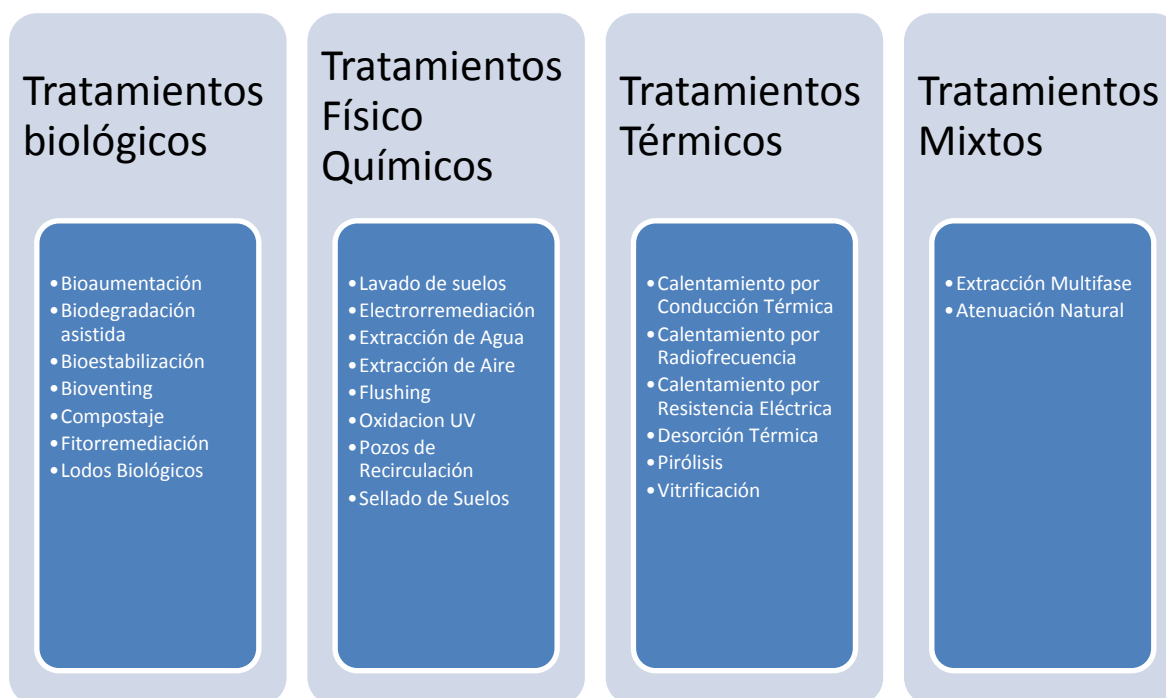 Tratamientos
biológicos
•Bioaumentación
•Biodegradación
asistida
•Bioestabilización
•Bioventing
•Compostaje
•Fitorremediación
•Lodos Biológicos
Tratamientos
Físico
Químicos
•Lavado de suelos
•Electrorremediación
•Extracción de Agua
•Extracción de Aire
•Flushing
•Oxidacion UV
•Pozos de
Recirculación
•Sellado de Suelos
Tratamientos
Térmicos
•Calentamiento por
Conducción Térmica
•Calentamiento por
Radiofrecuencia
•Calentamiento por
Resistencia Eléctrica
•Desorción Térmica
•Pirólisis
•Vitrificación
Tratamientos
Mixtos
•Extracción Multifase
•Atenuación Natural